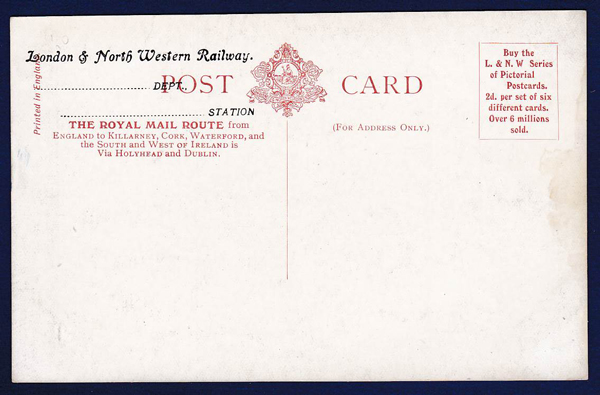 London & North Western Railway.
DEPT.
STATION
Printed in England
POST CARD
THE ROYAL MAIL ROUTE from
ENGLAND to KILLARNEY, CORK, WATERFORD, and
the SOUTH and WEST OF IRELAND is
Via HOLYHEAD and DUBLIN.
(FOR ADDRESS ONLY.)
Buy the
L. & N. W Series
of Pictorial
Postcards.
2d. per set of six
different cards.
Over 6 millions
sold.